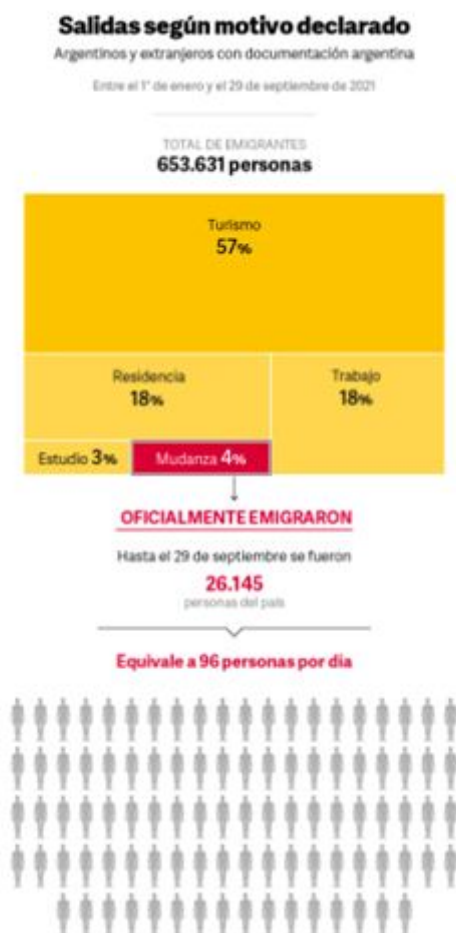 Salidas según motivo declarado
Argentinos y extranjeros con documentación argentina
Entre el 1° de enero y el 29 de septiembre de 2021
TOTAL DE EMIGRANTES
653.631 personas
Turismo
57%
Residencia
18%
Trabajo
18%
Estudio 3%
Mudanza 4%
OFICIALMENTE EMIGRARON
Hasta el 29 de septiembre se fueron
26.145
personas del país
Equivale a 96 personas por dia